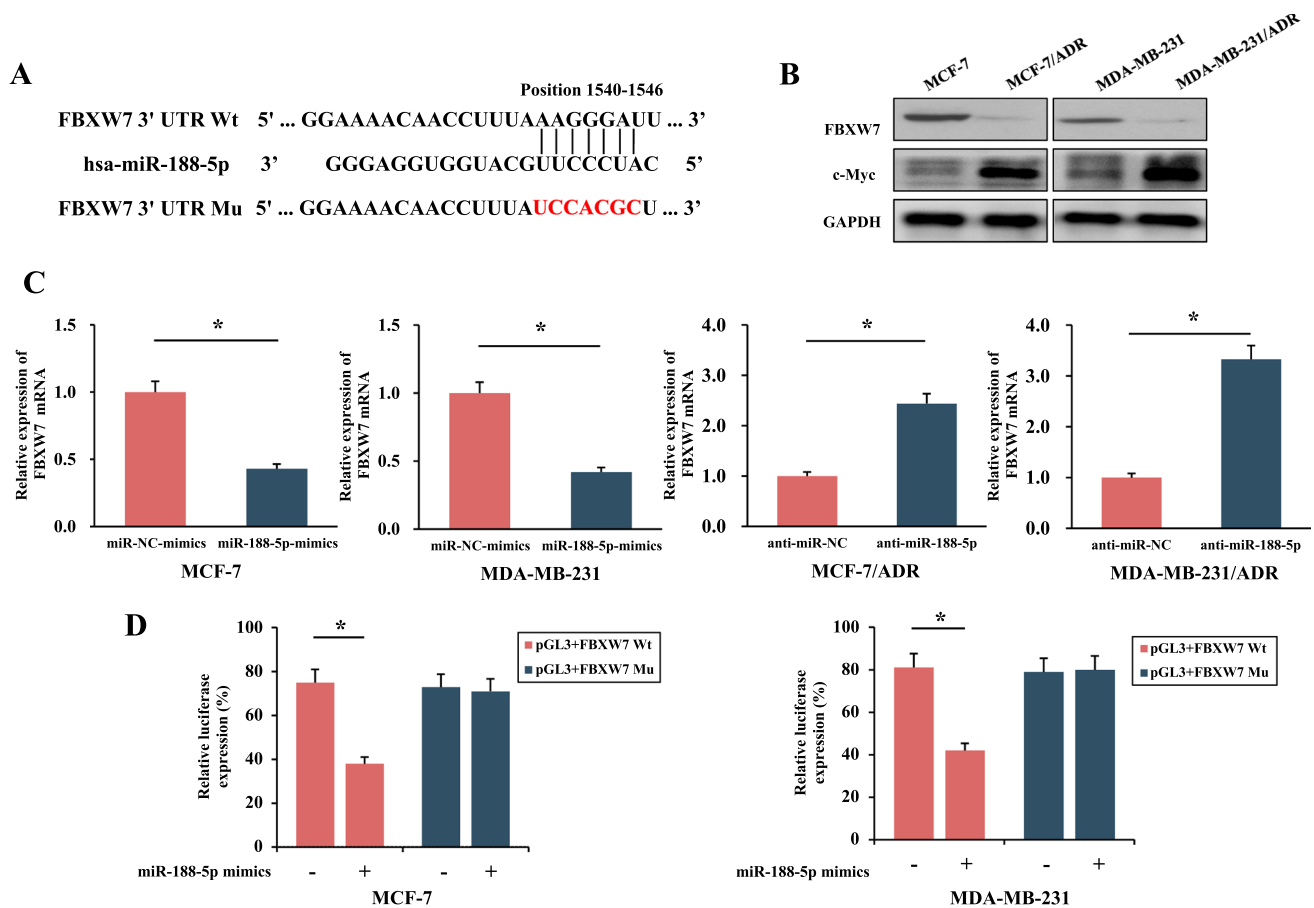 A
Position 1540-1546
FBXW7 3' UTR Wt 5' ... GGAAAACAACCUUUAAAGGGAUU ... 3'
hsa-miR-188-5p 3' GGGAGGUGGUACGUUCCCUAC 5'
FBXW7 3' UTR Mu 5' ... GGAAAACAACCUUUAUCCACGCU ... 3'
B
MCF-7 MCF-7/ADR MDA-MB-231 MDA-MB-231/ADR
FBXW7
c-Myc
GAPDH
C
Relative expression of
FBXW7 mRNA
1.5
1.0
0.5
0.0
*
miR-NC-mimics miR-188-5p-mimics
MCF-7
Relative expression of
FBXW7 mRNA
1.5
1.0
0.5
0.0
*
miR-NC-mimics miR-188-5p-mimics
MDA-MB-231
Relative expression of
FBXW7 mRNA
4.0
3.0
2.0
1.0
0.0
*
anti-miR-NC anti-miR-188-5p
MCF-7/ADR
Relative expression of
FBXW7 mRNA
4.0
3.0
2.0
1.0
0.0
*
anti-miR-NC anti-miR-188-5p
MDA-MB-231/ADR
D
Relative luciferase
expression (%)
100
80
60
40
20
0
*
pGL3+FBXW7 Wt
pGL3+FBXW7 Mu
miR-188-5p mimics - + - +
MCF-7
Relative luciferase
expression (%)
100
80
60
40
20
0
*
pGL3+FBXW7 Wt
pGL3+FBXW7 Mu
miR-188-5p mimics - + - +
MDA-MB-231